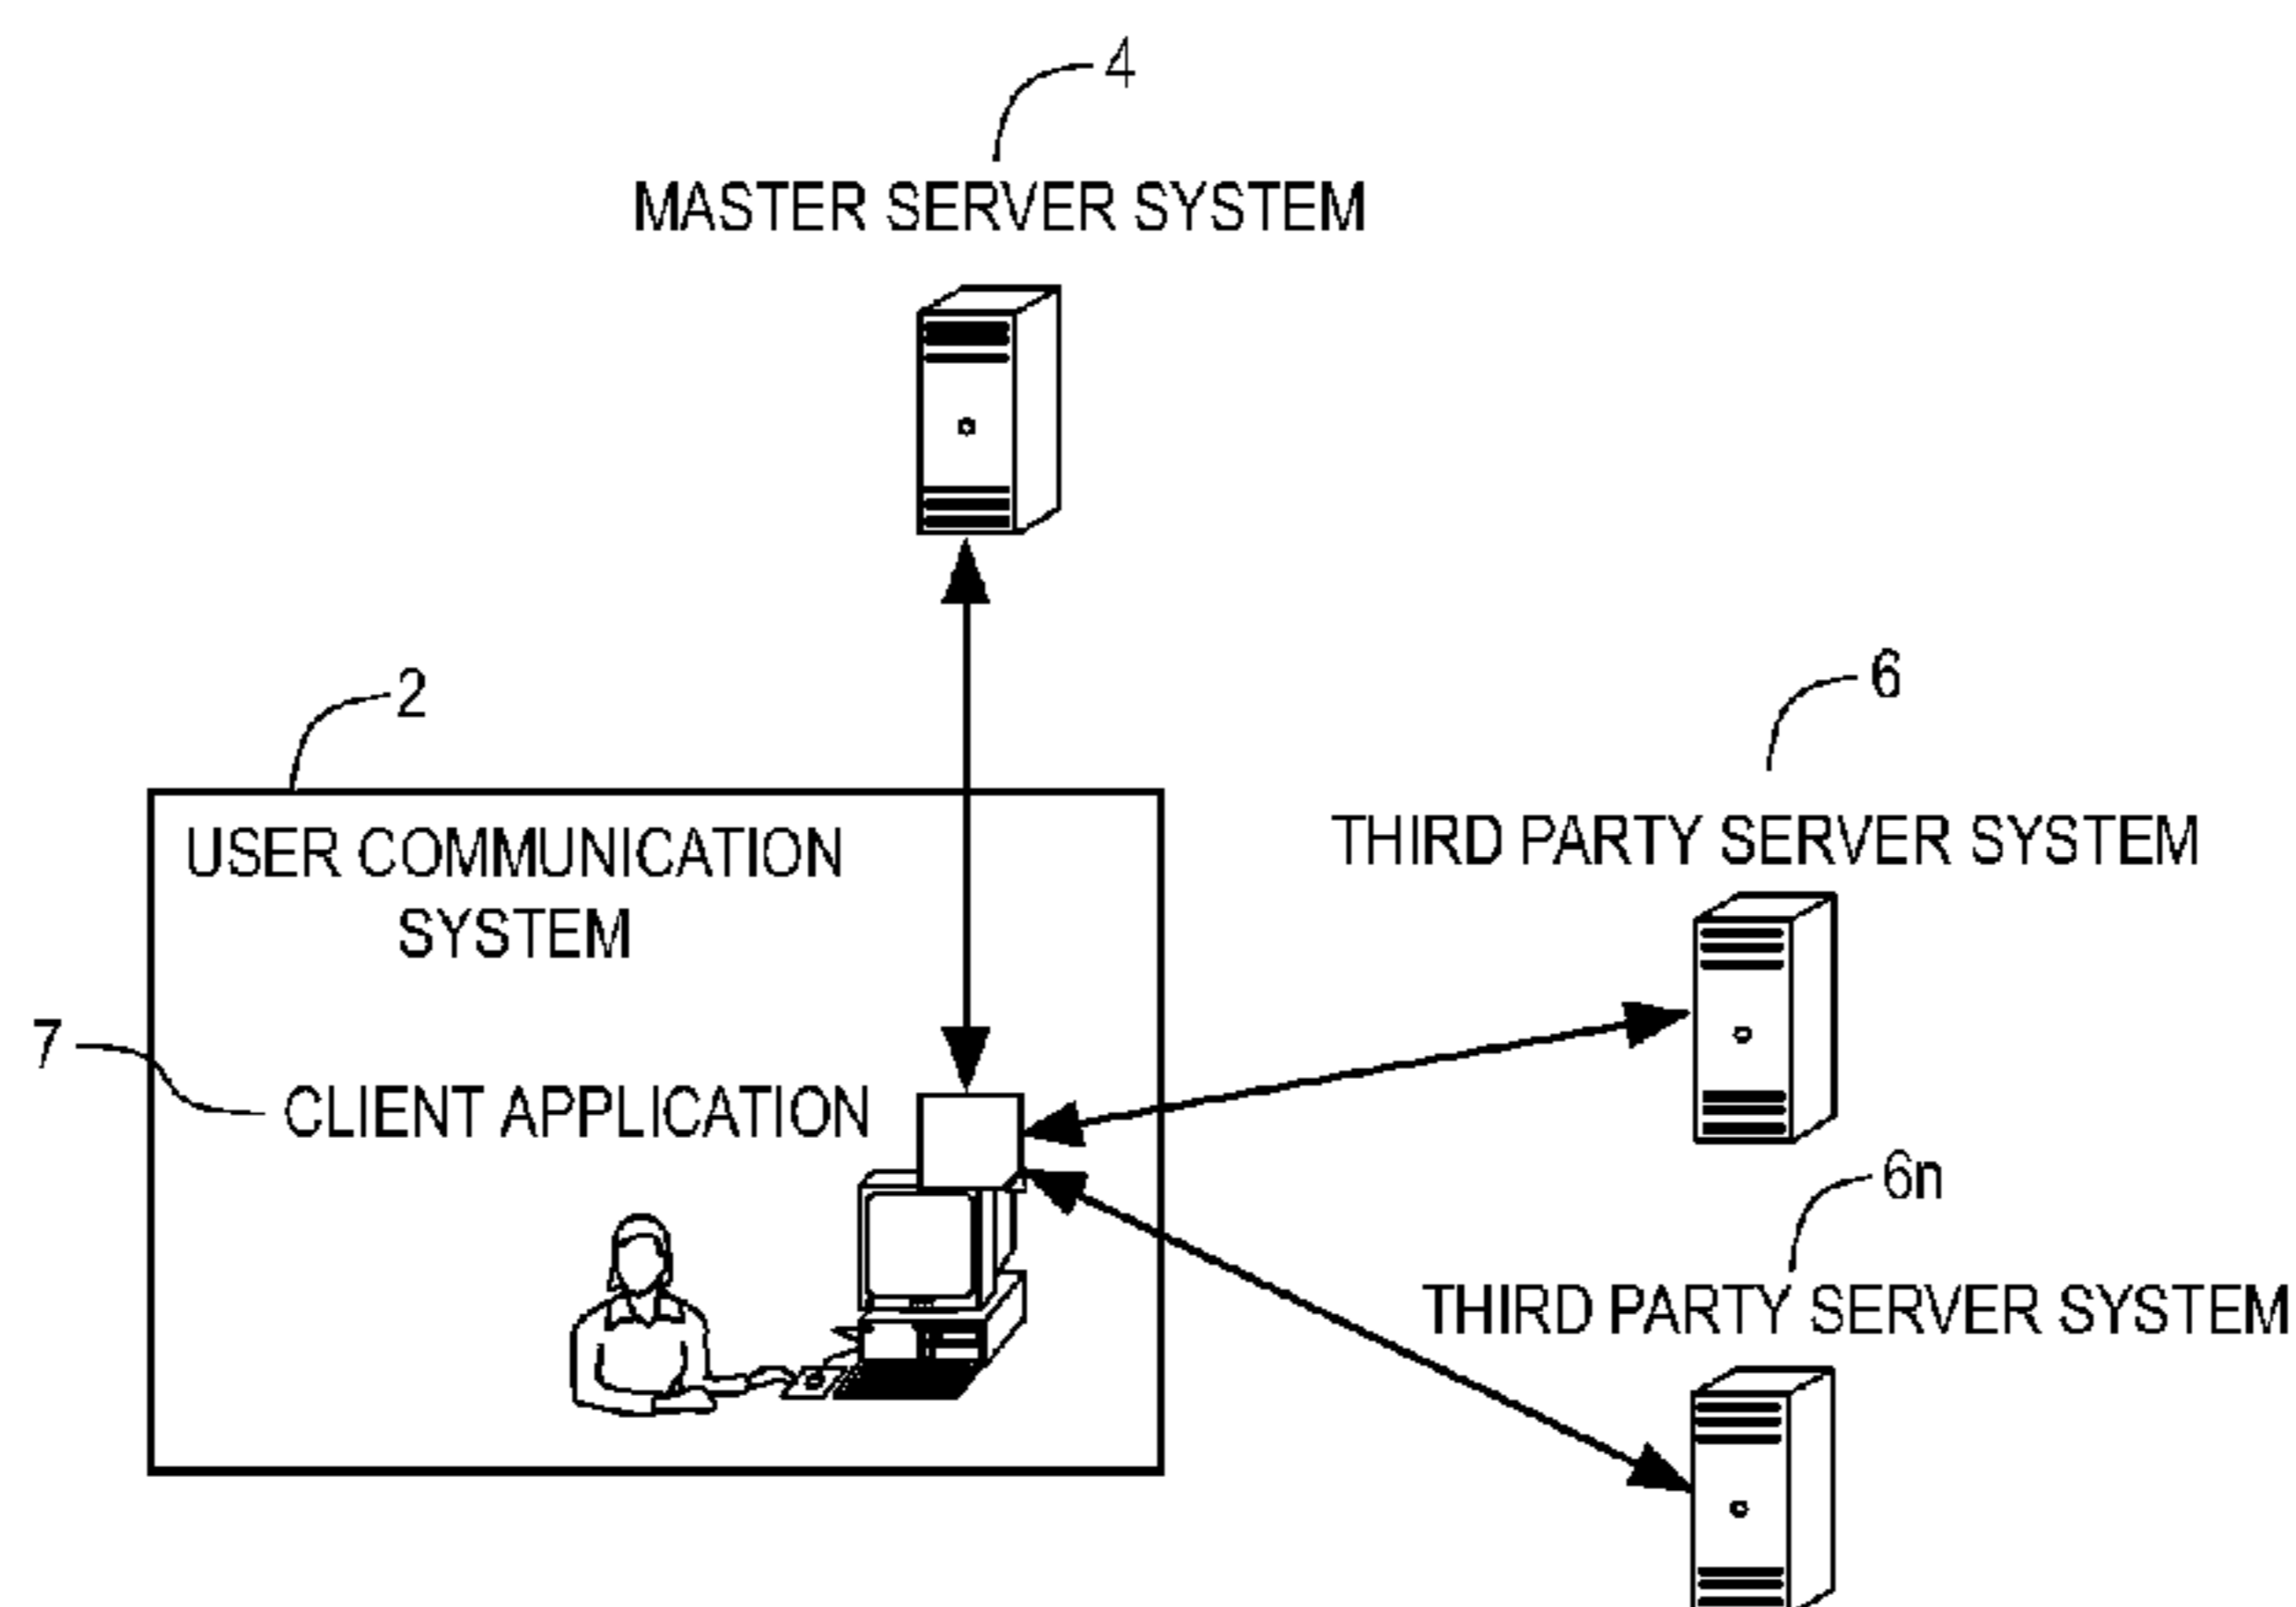 4
MASTER SERVER SYSTEM
2
6
USER COMMUNICATION
SYSTEM
THIRD PARTY SERVER SYSTEM
7
CLIENT APPLICATION
6n
THIRD PARTY SERVER SYSTEM